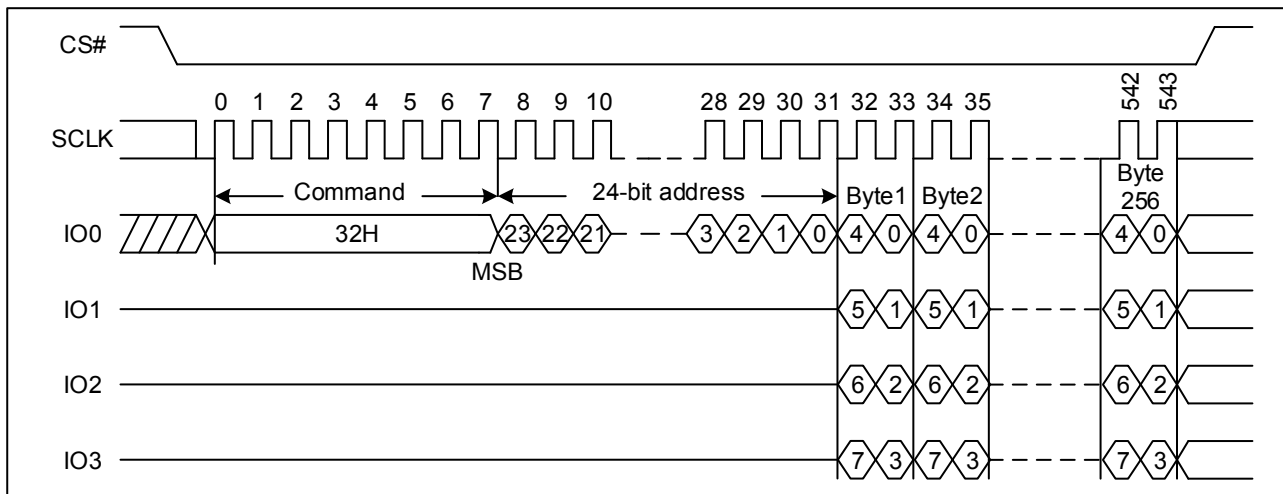 CS#
0 1 2 3 4 5 6 7 8 9 10 28 29 30 31 32 33 34 35 542 543
SCLK
Command 24-bit address Byte1 Byte2 Byte
256
IO0 32H 23 22 21 3 2 1 0 4 0 4 0 4 0
MSB
IO1 5 1 5 1 5 1
IO2 6 2 6 2 6 2
IO3 7 3 7 3 7 3